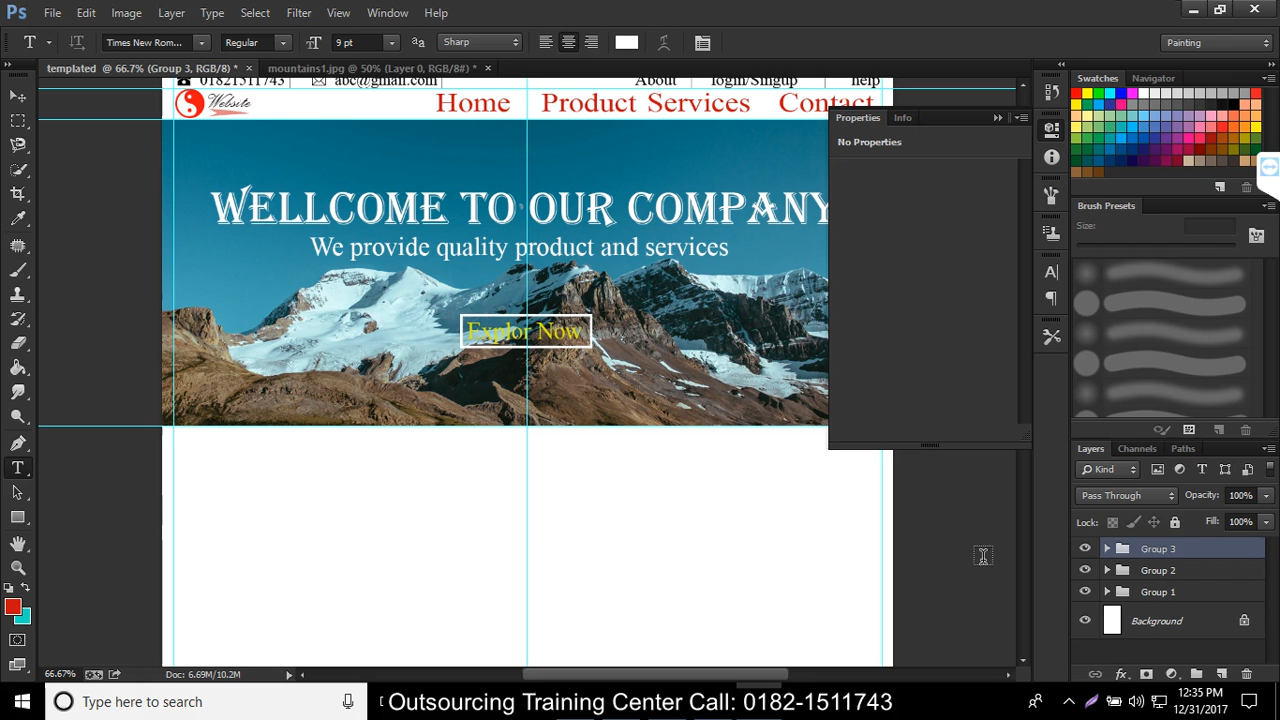 Ps File Edit Image Layer Type Select Filter 3D View Window Help
T Times New Rom... Regular 9 pt aa Sharp Painting
templated @ 66.7% (Group 3, RGB/8) * × mountains1.jpg @ 50% (Layer 0, RGB/8#) * ×
01821511743 abc@gmail.com About login/Singup help
Website Home Product Services Contact
WELLCOME TO OUR COMPANY
We provide quality product and services
Explor Now
Properties Info
No Properties
Swatches Navigator
Brush Presets
Size:
Layers Channels Paths
Kind
Pass Through Opacity: 100%
Lock: Fill: 100%
Group 3
Group 2
Group 1
Background
66.67% Doc: 6.69M/10.2M
Type here to search
Outsourcing Training Center Call: 0182-1511743
12:35 PM
12/31/2017